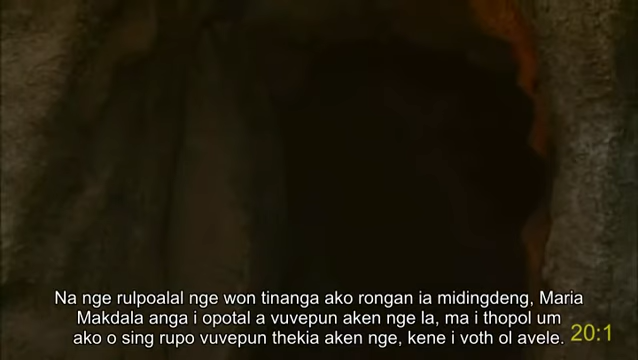 Na nge rulpoalal nge won tinanga ako rongan ia midingdeng, Maria
Makdala anga i opotal a vuvepun aken nge la, ma i thopol um
ako o sing rupo vuvepun thekia aken nge, kene i voth ol avele.
20:1